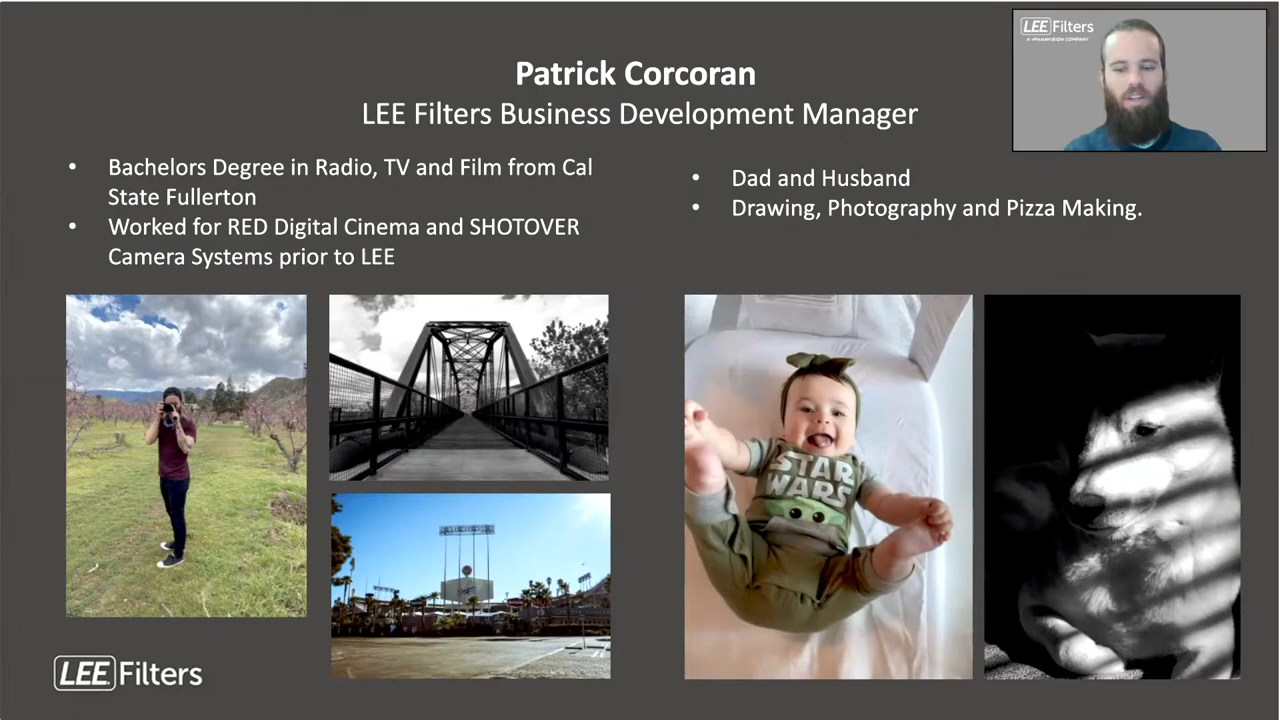 LEE Filters
A PANAVISION COMPANY
Patrick Corcoran
LEE Filters Business Development Manager
• Bachelors Degree in Radio, TV and Film from Cal
State Fullerton
• Worked for RED Digital Cinema and SHOTOVER
Camera Systems prior to LEE
• Dad and Husband
• Drawing, Photography and Pizza Making.
STAR
WARS
LEE Filters